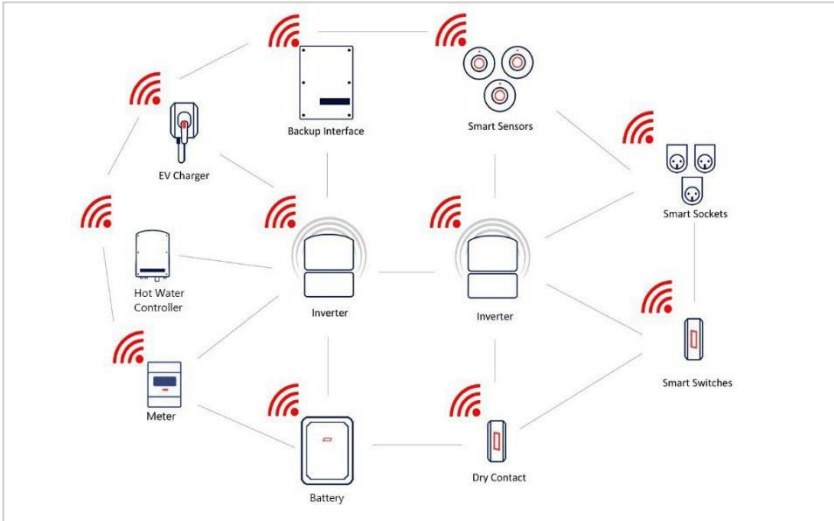 Backup Interface
Smart Sensors
EV Charger
Smart Sockets
Hot Water
Controller
Inverter
Inverter
Smart Switches
Meter
Battery
Dry Contact